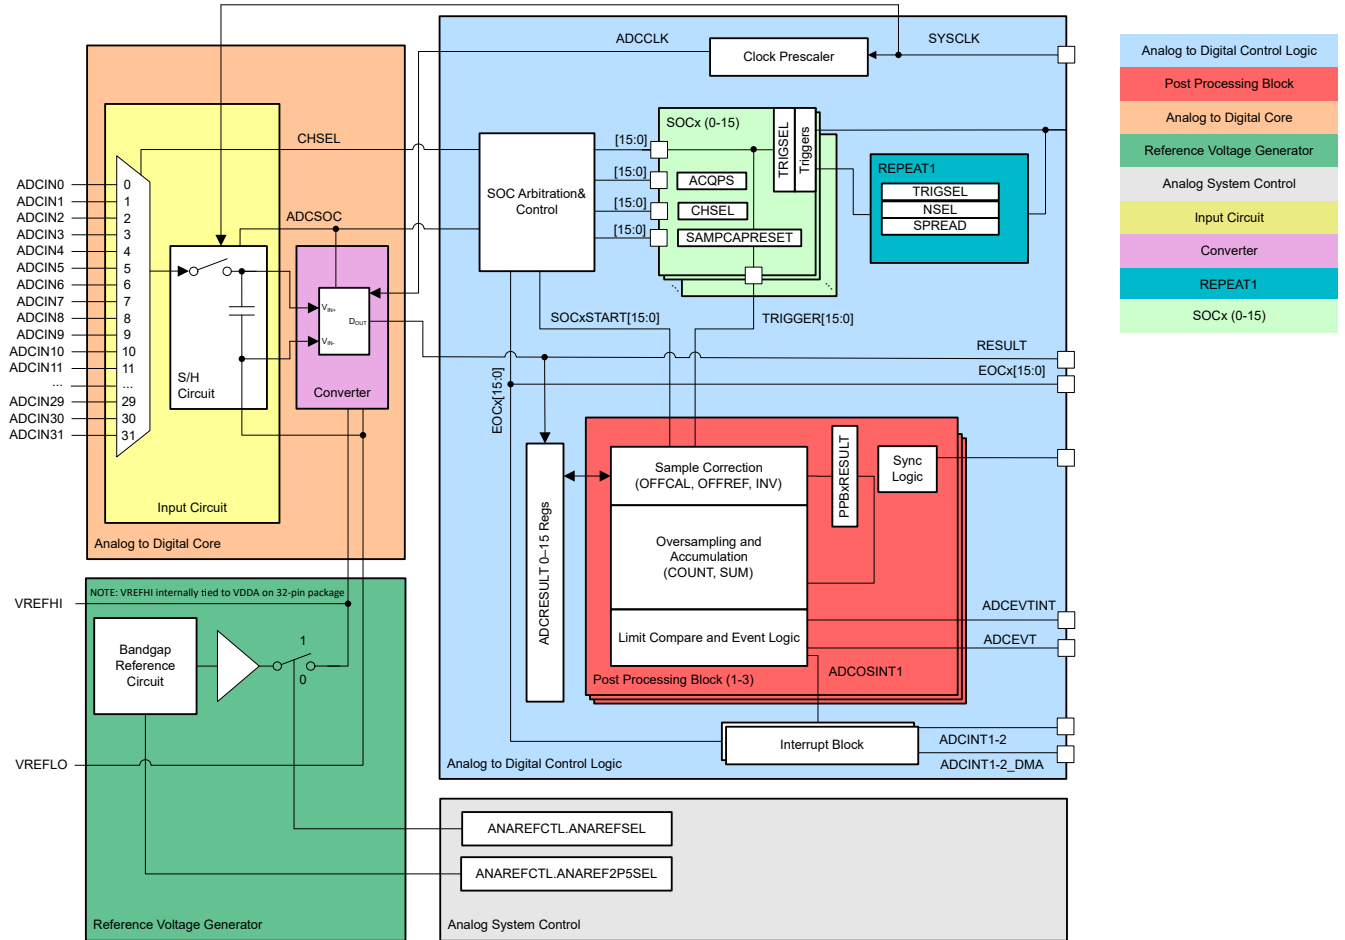 ADCCLK
SYSCLK
Clock Prescaler
Analog to Digital Control Logic
Post Processing Block
Analog to Digital Core
Reference Voltage Generator
Analog System Control
Input Circuit
Converter
REPEAT1
SOCx (0-15)
CHSEL
ADCSOC
ADCIN0
ADCIN1
ADCIN2
ADCIN3
ADCIN4
ADCIN5
ADCIN6
ADCIN7
ADCIN8
ADCIN9
ADCIN10
ADCIN11
...
ADCIN29
ADCIN30
ADCIN31
0
1
2
3
4
5
6
7
8
9
10
11
...
29
30
31
S/H
Circuit
VIN+
DOUT
VIN-
Converter
Input Circuit
Analog to Digital Core
SOC Arbitration&
Control
[15:0]
[15:0]
[15:0]
[15:0]
SOCx (0-15)
ACQPS
CHSEL
SAMPCAPRESET
TRIGSEL
Triggers
REPEAT1
TRIGSEL
NSEL
SPREAD
SOCxSTART[15:0]
TRIGGER[15:0]
RESULT
EOCx[15:0]
EOCx[15:0]
ADCRESULT 0–15 Regs
Sample Correction
(OFFCAL, OFFREF, INV)
Oversampling and
Accumulation
(COUNT, SUM)
Limit Compare and Event Logic
PPBxRESULT
Sync
Logic
Post Processing Block (1-3)
ADCEVTINT
ADCEVT
ADCOSINT1
Interrupt Block
ADCINT1-2
ADCINT1-2_DMA
Analog to Digital Control Logic
VREFHI
VREFLO
NOTE: VREFHI internally tied to VDDA on 32-pin package
Bandgap
Reference
Circuit
1
0
Reference Voltage Generator
ANAREFCTL.ANAREFSEL
ANAREFCTL.ANAREF2P5SEL
Analog System Control